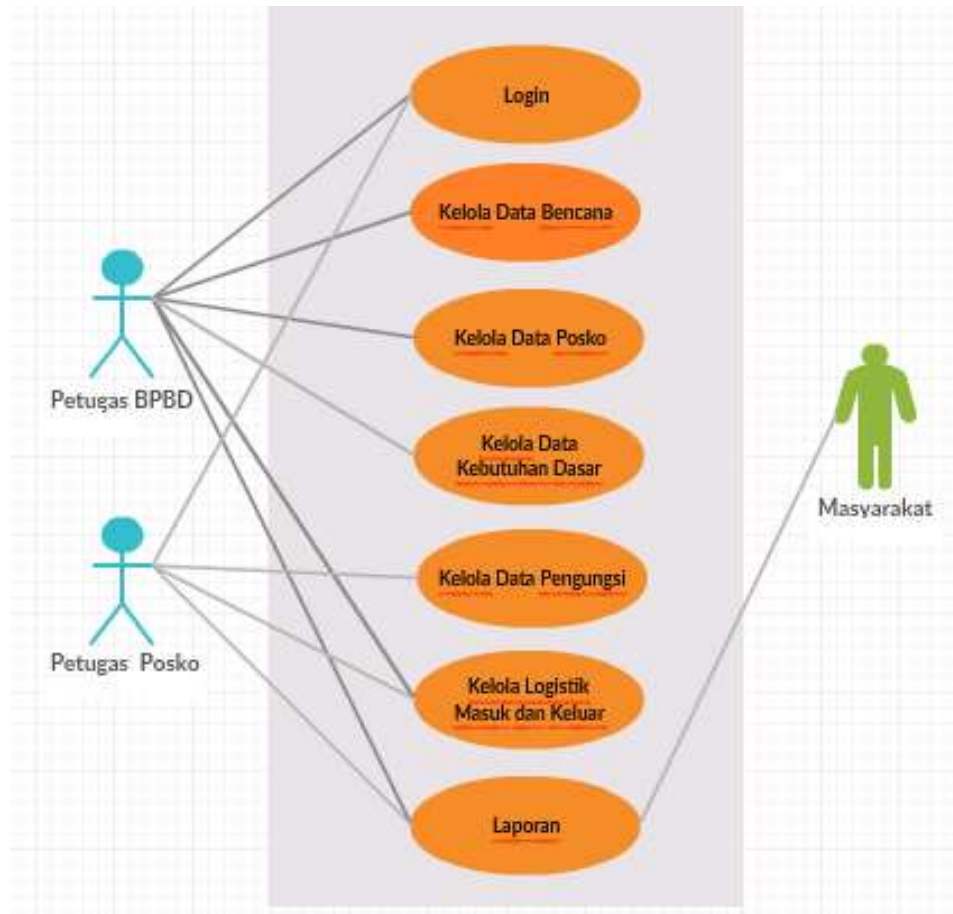 Login
Kelola Data Bencana
Kelola Data Posko
Kelola Data
Kebutuhan Dasar
Kelola Data Pengungsi
Kelola Logistik
Masuk dan Keluar
Laporan
Petugas BPBD
Petugas Posko
Masyarakat